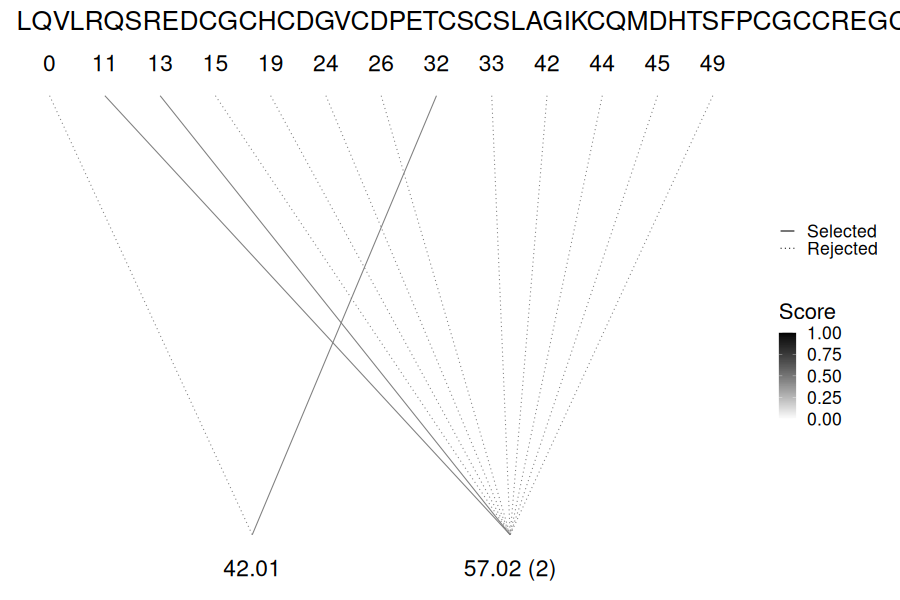 LQVLRQSREDCGCHCDGVCDPETCSCSLAGIKCQMDHTSFPCGCCREGC
0 11 13 15 19 24 26 32 33 42 44 45 49
Selected
Rejected
Score
1.00
0.75
0.50
0.25
0.00
42.01 57.02 (2)